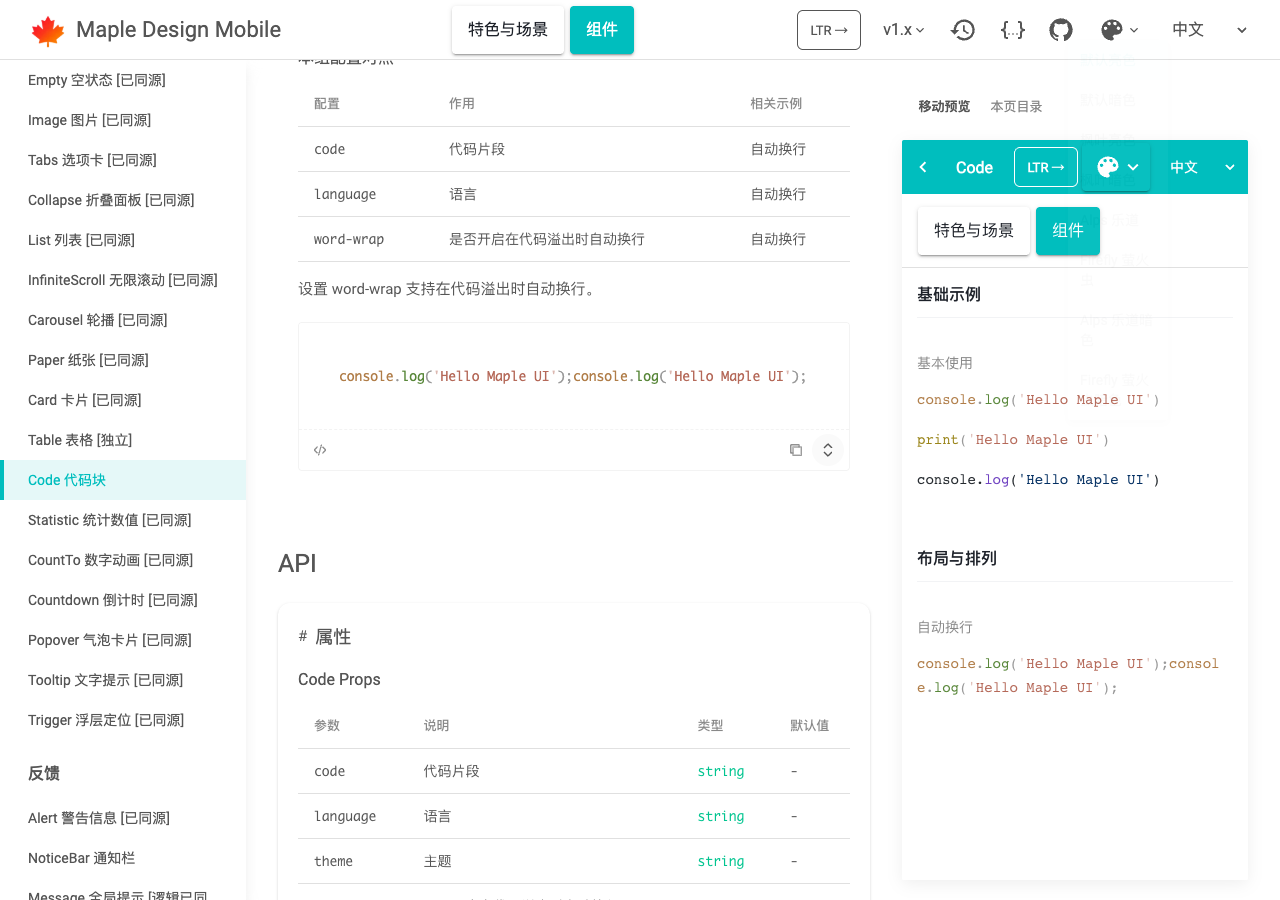 Maple Design Mobile
特色与场景
组件
LTR→
v1.x
中文
Empty 空状态 [已同源]
Image 图片 [已同源]
Tabs 选项卡 [已同源]
Collapse 折叠面板 [已同源]
List 列表 [已同源]
InfiniteScroll 无限滚动 [已同源]
Carousel 轮播 [已同源]
Paper 纸张 [已同源]
Card 卡片 [已同源]
Table 表格 [独立]
Code 代码块
Statistic 统计数值 [已同源]
CountTo 数字动画 [已同源]
Countdown 倒计时 [已同源]
Popover 气泡卡片 [已同源]
Tooltip 文字提示 [已同源]
Trigger 浮层定位 [已同源]
反馈
Alert 警告信息 [已同源]
NoticeBar 通知栏
Message 全局提示 [逻辑已同
本组配置对照
配置 作用 相关示例
code 代码片段 自动换行
language 语言 自动换行
word-wrap 是否开启在代码溢出时自动换行 自动换行
设置 word-wrap 支持在代码溢出时自动换行。
console.log('Hello Maple UI');console.log('Hello Maple UI');
API
# 属性
Code Props
参数 说明 类型 默认值
code 代码片段 string -
language 语言 string -
theme 主题 string -
移动预览 本页目录
Code
LTR→
中文
特色与场景
组件
基础示例
基本使用
console.log('Hello Maple UI')
print('Hello Maple UI')
console.log('Hello Maple UI')
布局与排列
自动换行
console.log('Hello Maple UI');consol
e.log('Hello Maple UI');